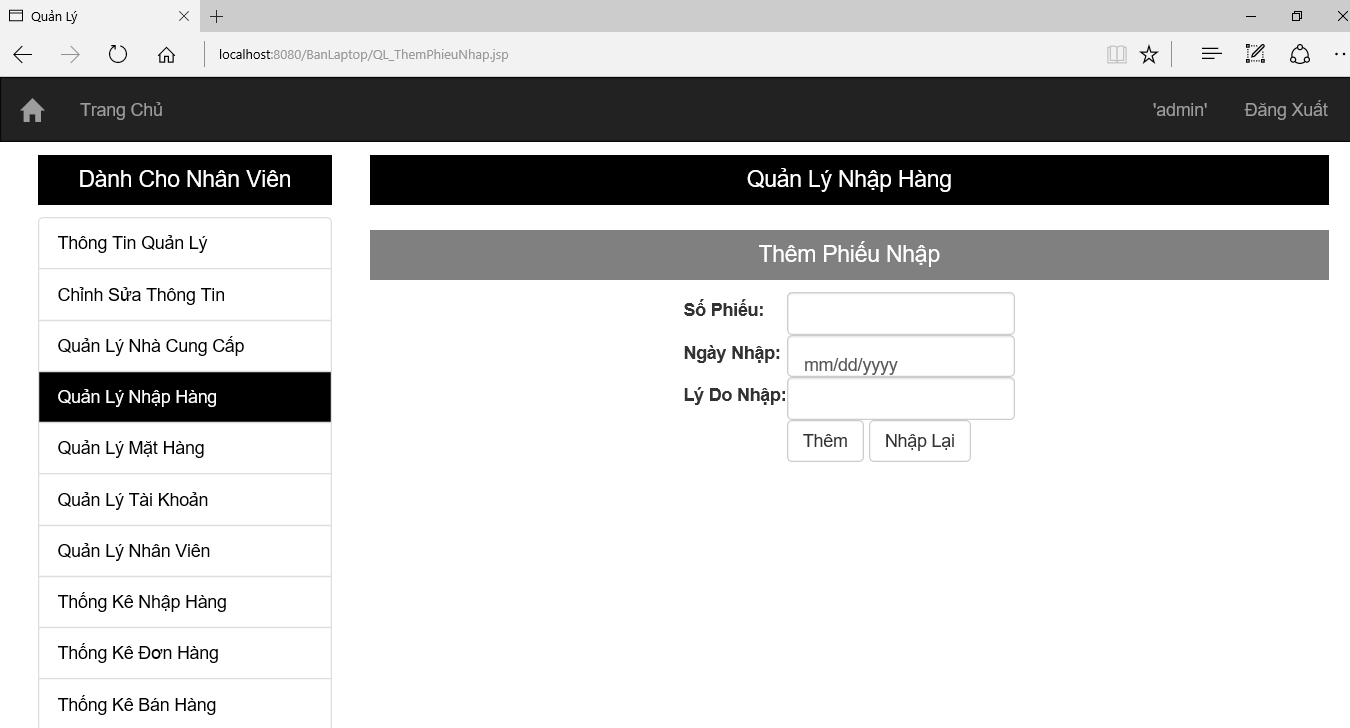 Quản Lý
localhost:8080/BanLaptop/QL_ThemPhieuNhap.jsp
Trang Chủ
'admin'
Đăng Xuất
Dành Cho Nhân Viên
Thông Tin Quản Lý
Chỉnh Sửa Thông Tin
Quản Lý Nhà Cung Cấp
Quản Lý Nhập Hàng
Quản Lý Mặt Hàng
Quản Lý Tài Khoản
Quản Lý Nhân Viên
Thống Kê Nhập Hàng
Thống Kê Đơn Hàng
Thống Kê Bán Hàng
Quản Lý Nhập Hàng
Thêm Phiếu Nhập
Số Phiếu:
Ngày Nhập: mm/dd/yyyy
Lý Do Nhập:
Thêm Nhập Lại